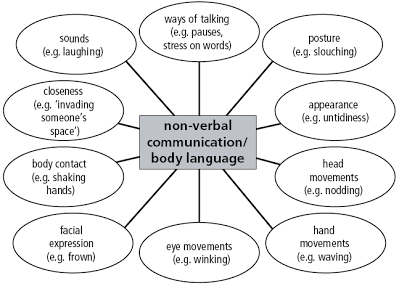 sounds
(e.g. laughing)
ways of talking
(e.g. pauses,
stress on words)
posture
(e.g. slouching)
closeness
(e.g. ‘invading
someone’s
space’)
appearance
(e.g. untidiness)
non-verbal
communication/
body language
body contact
(e.g. shaking
hands)
head
movements
(e.g. nodding)
facial
expression
(e.g. frown)
eye movements
(e.g. winking)
hand
movements
(e.g. waving)